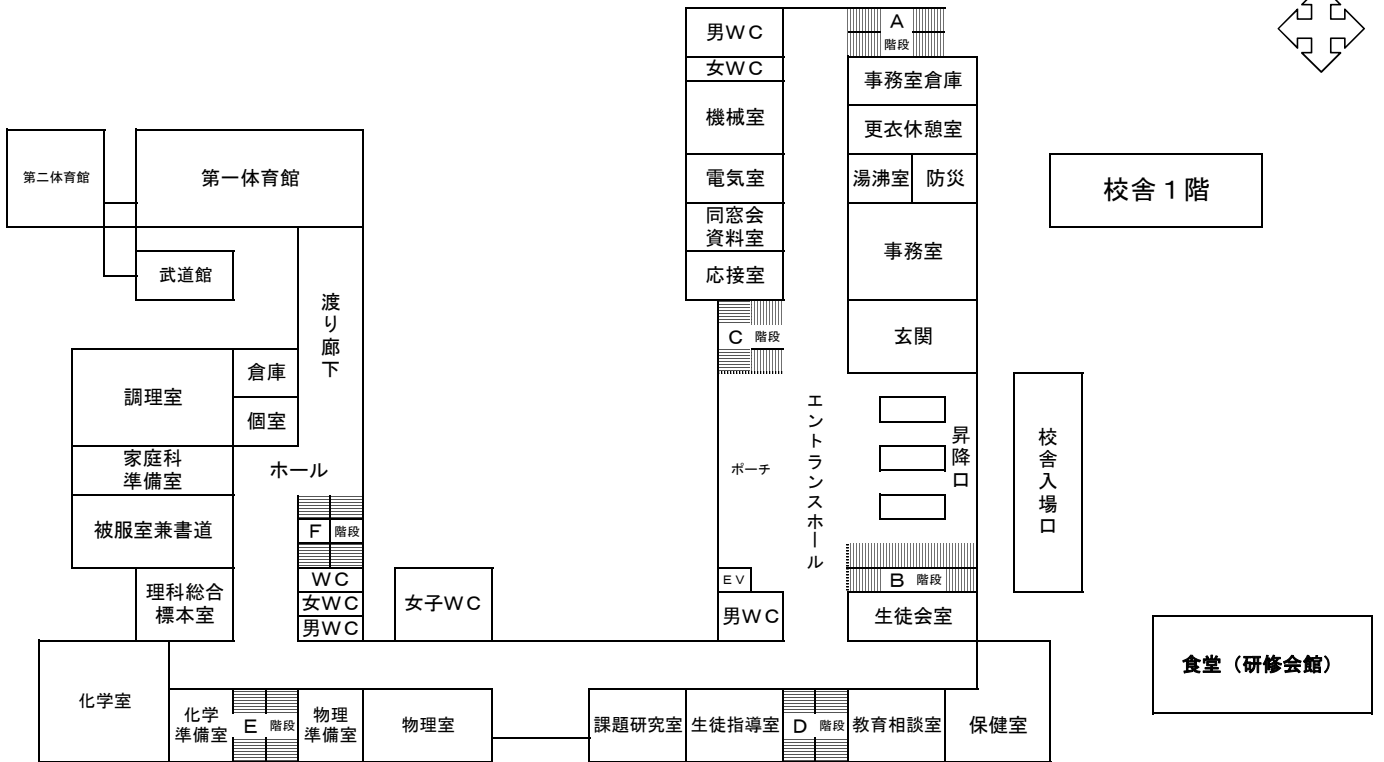 男WC
A
階段
女WC
事務室倉庫
機械室
更衣休憩室
第二体育館
第一体育館
電気室
湯沸室
防災
校舎１階
同窓会
資料室
事務室
応接室
武道館
渡り廊下
C 階段
玄関
倉庫
調理室
個室
エントランスホール
昇降口
校舎入場口
家庭科
準備室
ホール
ポーチ
被服室兼書道
F 階段
WC
EV
B 階段
理科総合
標本室
女WC
女子WC
男WC
生徒会室
男WC
食堂（研修会館）
化学室
化学
準備室
E 階段
物理
準備室
物理室
課題研究室
生徒指導室
D 階段
教育相談室
保健室